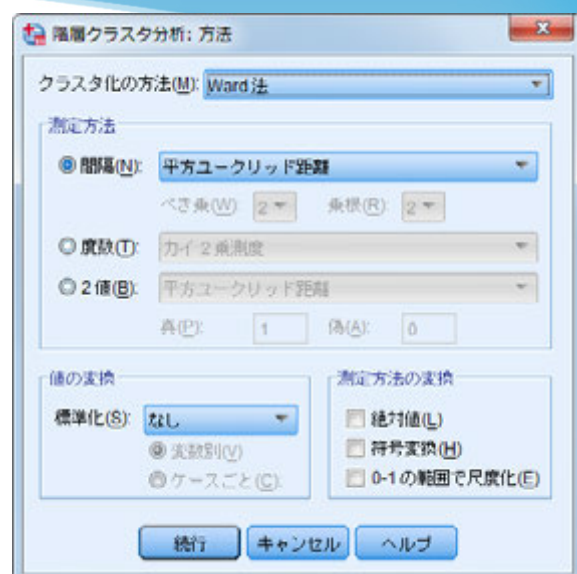 階層クラスタ分析: 方法
クラスタ化の方法(M): Ward 法
測定方法
間隔(N): 平方ユークリッド距離
べき乗(W): 2 乗根(R): 2
度数(T): カイ 2 乗測度
2 値(B): 平方ユークリッド距離
真(P): 1 偽(A): 0
値の変換
標準化(S): なし
変数別(V)
ケースごと(C):
測定方法の変換
絶対値(L)
符号変換(H)
0-1 の範囲で尺度化(E)
続行 キャンセル ヘルプ